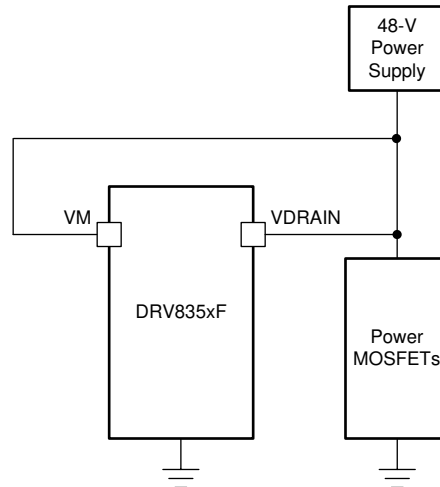 48-V
Power
Supply
VM
VDRAIN
DRV835xF
Power
MOSFETs